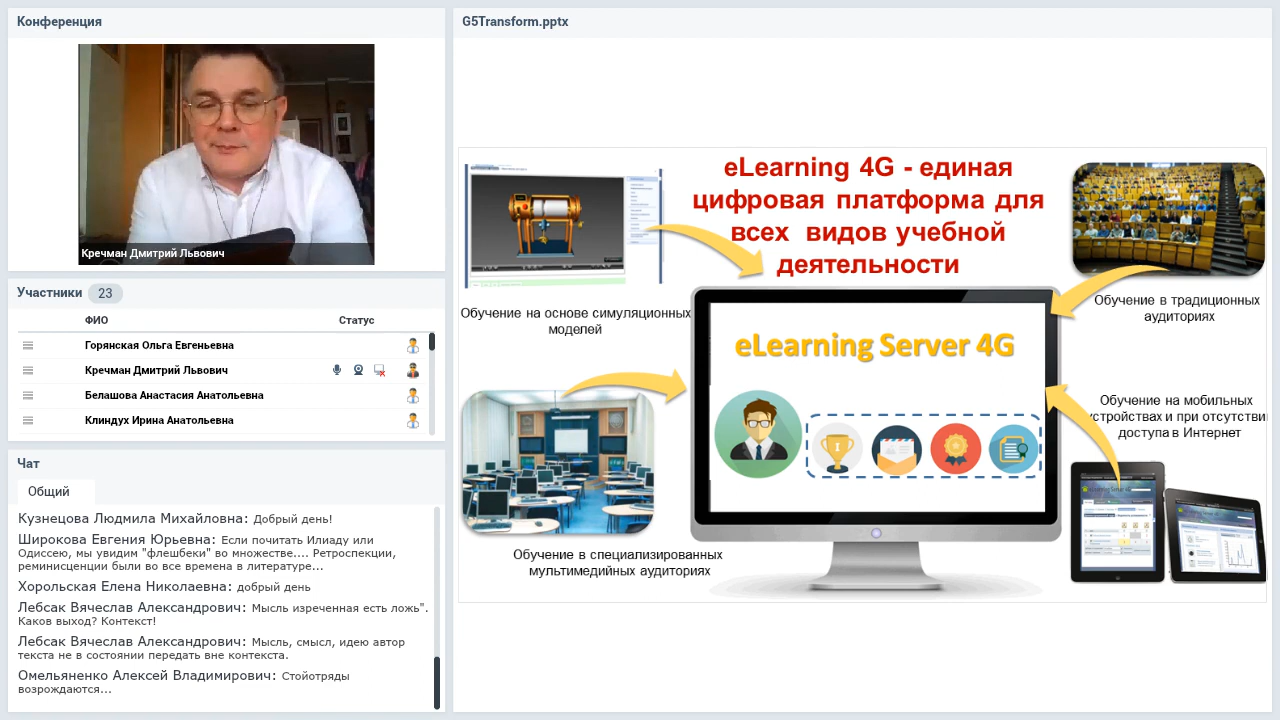 Конференция
Кречман Дмитрий Львович
Участники 23
ФИО Статус
Горянская Ольга Евгеньевна
Кречман Дмитрий Львович
Белашова Анастасия Анатольевна
Клиндух Ирина Анатольевна
Чат
Общий
Кузнецова Людмила Михайловна: Добрый день!
Широкова Евгения Юрьевна: Если почитать Илиаду или
Одиссею, мы увидим "флешбеки" во множестве.... Ретроспекции,
реминисценции были во все времена в литературе...
Хорольская Елена Николаевна: добрый день
Лебсак Вячеслав Александрович: Мысль изреченная есть ложь".
Каков выход? Контекст!
Лебсак Вячеслав Александрович: Мысль, смысл, идею автор
текста не в состоянии передать вне контекста.
Омельяненко Алексей Владимирович: Стойотряды
возрождаются...
G5Transform.pptx
eLearning 4G - единая
цифровая платформа для
всех видов учебной
деятельности
Обучение на основе симуляционных
моделей
Обучение в традиционных
аудиториях
eLearning Server 4G
Обучение на мобильных
устройствах и при отсутстви
доступа в Интернет
Обучение в специализированных
мультимедийных аудиториях